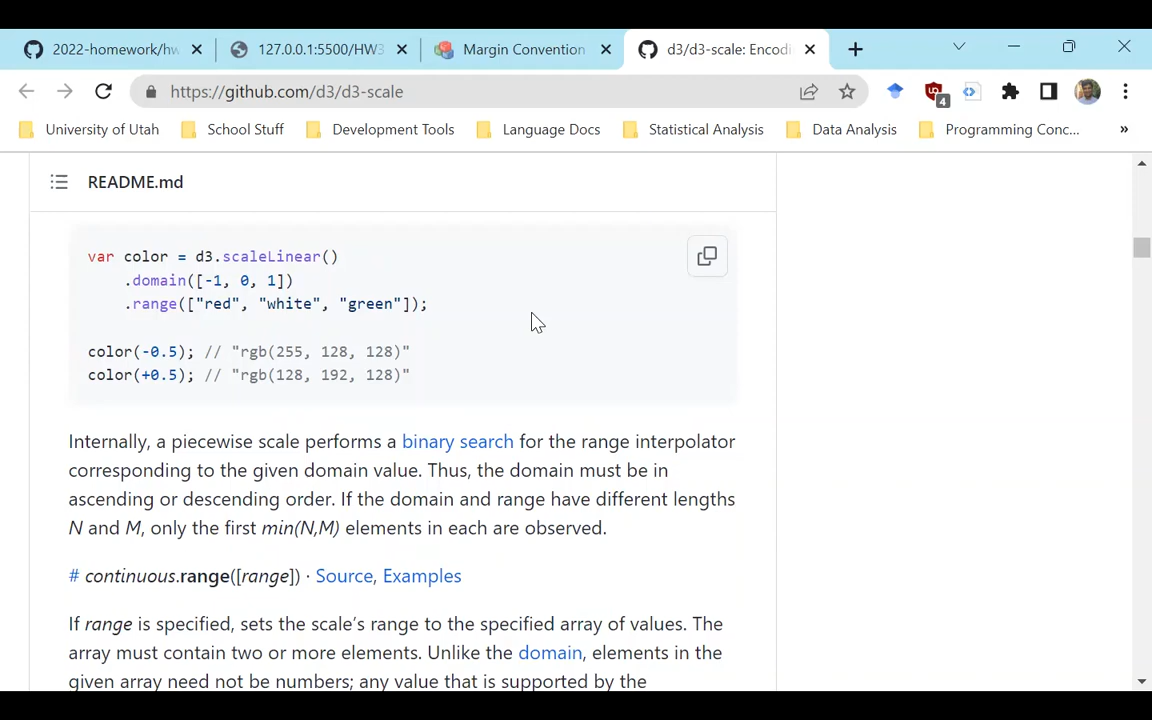 2022-homework/hw
127.0.0.1:5500/HW3
Margin Convention
d3/d3-scale: Encodi
https://github.com/d3/d3-scale
4
University of Utah
School Stuff
Development Tools
Language Docs
Statistical Analysis
Data Analysis
Programming Conc...
»
README.md
var color = d3.scaleLinear()
.domain([-1, 0, 1])
.range(["red", "white", "green"]);
color(-0.5); // "rgb(255, 128, 128)"
color(+0.5); // "rgb(128, 192, 128)"
Internally, a piecewise scale performs a binary search for the range interpolator
corresponding to the given domain value. Thus, the domain must be in
ascending or descending order. If the domain and range have different lengths
N and M, only the first min(N,M) elements in each are observed.
# continuous.range([range]) · Source, Examples
If range is specified, sets the scale's range to the specified array of values. The
array must contain two or more elements. Unlike the domain, elements in the
given array need not be numbers; any value that is supported by the